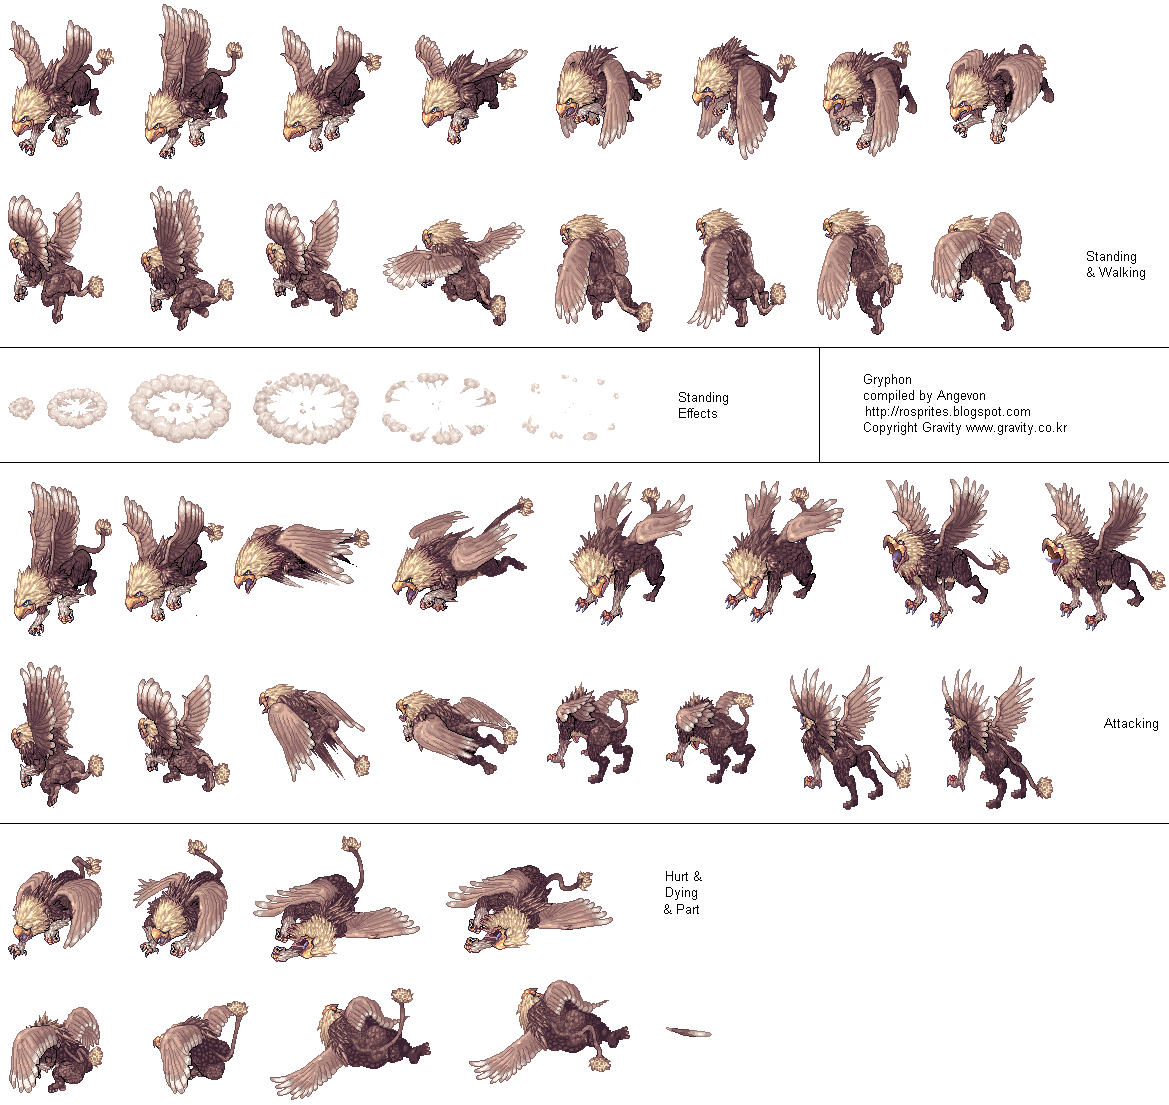 Standing
& Walking
Standing
Effects
Gryphon
compiled by Angevon
http://rosprites.blogspot.com
Copyright Gravity www.gravity.co.kr
Attacking
Hurt &
Dying
& Part